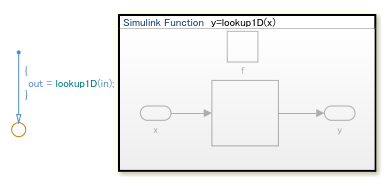 Simulink Function y=lookup1D(x)
f
{
out = lookup1D(in);
}
x
y